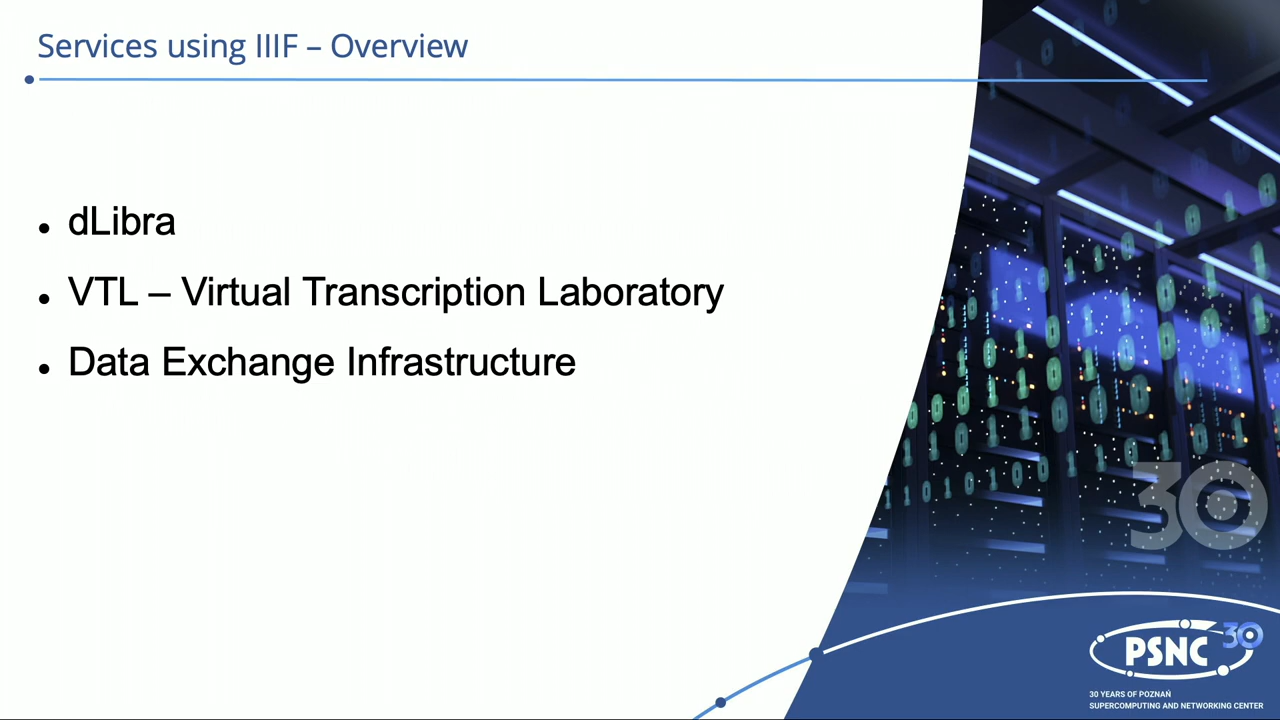 Services using IIIF – Overview
dLibra
VTL – Virtual Transcription Laboratory
Data Exchange Infrastructure
30
PSNC 30
30 YEARS OF POZNAŃ
SUPERCOMPUTING AND NETWORKING CENTER